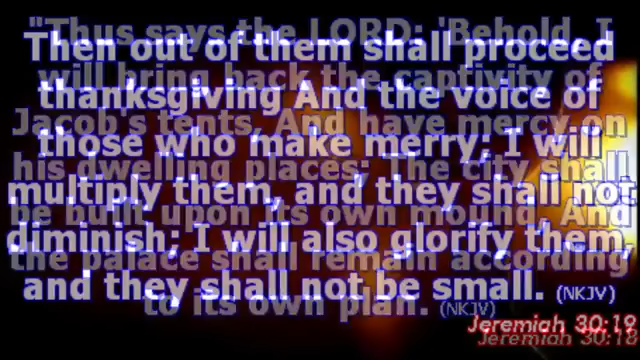 "Thus says the LORD: 'Behold, I
Then out of them shall proceed
will bring back the captivity of
thanksgiving And the voice of
Jacob's tents, And have mercy on
those who make merry; I will
his dwelling places; The city shall
multiply them, and they shall not
be built upon its own mound, And
diminish; I will also glorify them,
the palace shall remain according
and they shall not be small. (NKJV)
to its own plan. (NKJV)
Jeremiah 30:19
Jeremiah 30:18